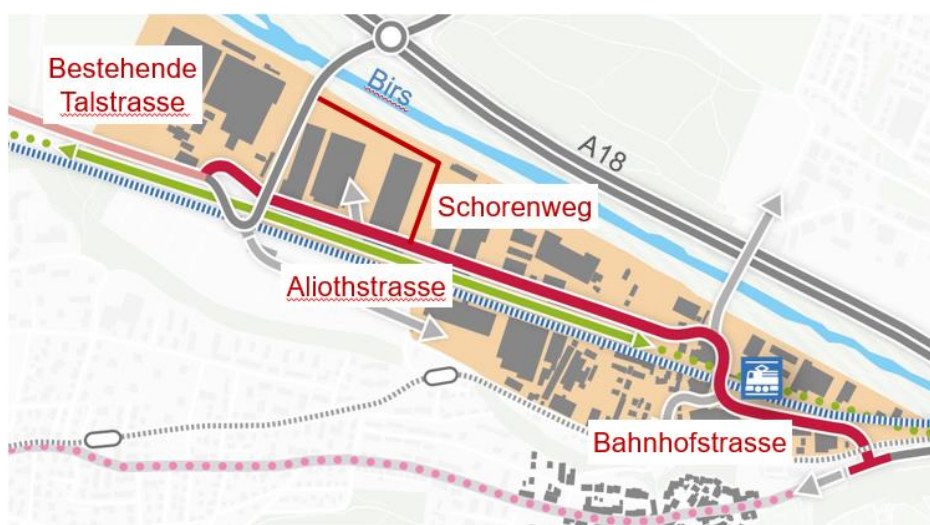 Bestehende
Talstrasse
Birs
A18
Schorenweg
Aliothstrasse
Bahnhofstrasse